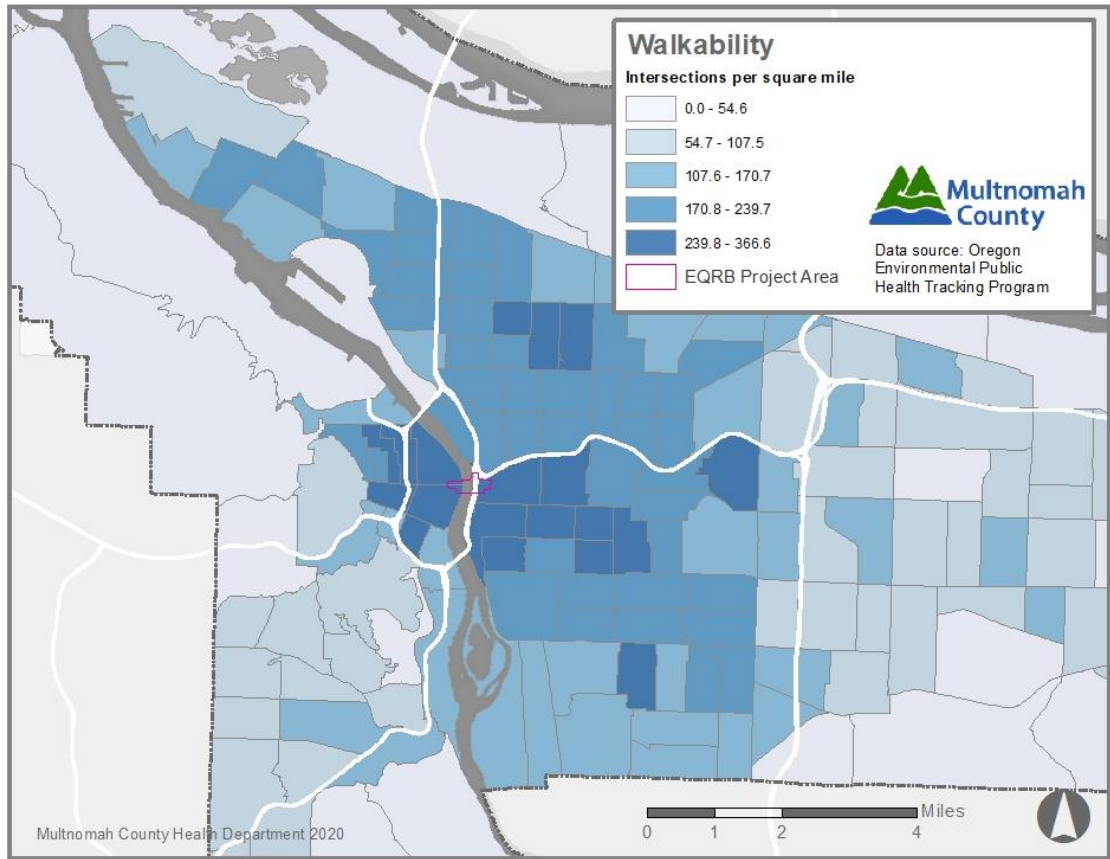 Walkability
Intersections per square mile
0.0 - 54.6
54.7 - 107.5
107.6 - 170.7
170.8 - 239.7
239.8 - 366.6
EQRB Project Area
Multnomah
County
Data source: Oregon
Environmental Public
Health Tracking Program
Multnomah County Health Department 2020
Miles
0 1 2 4